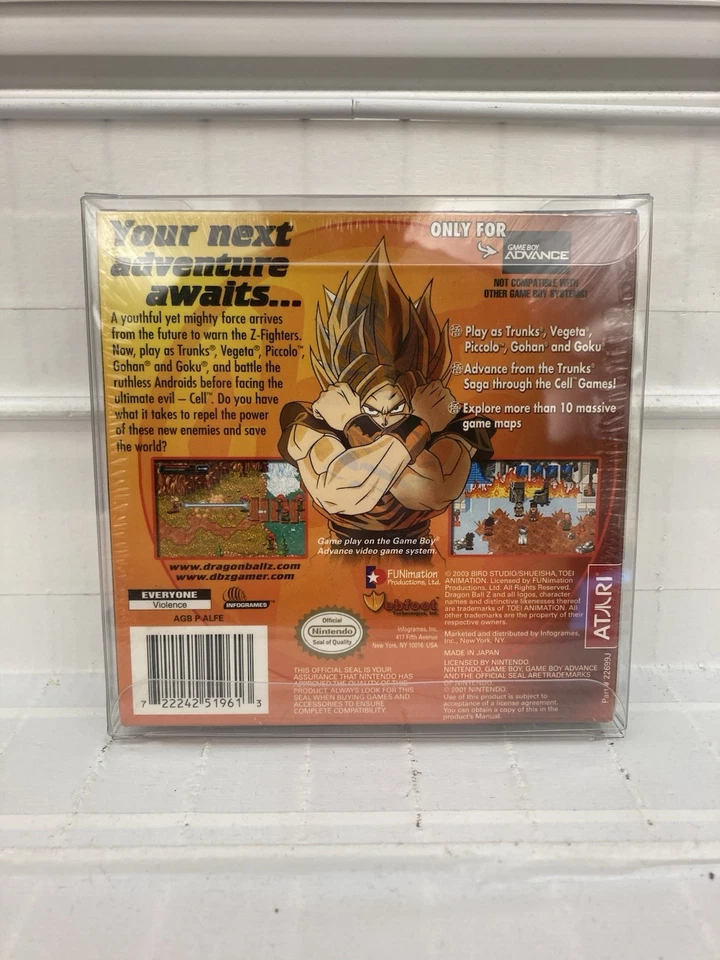 Your next
adventure
awaits...
A youthful yet mighty force arrives
from the future to warn the Z-Fighters.
Now, play as Trunks®, Vegeta®, Piccolo™,
Gohan® and Goku®, and battle the
ruthless Androids before facing the
ultimate evil – Cell™. Do you have
what it takes to repel the power
of these new enemies and save
the world?
ONLY FOR
GAME BOY
ADVANCE
NOT COMPATIBLE WITH
OTHER GAME BOY SYSTEMS!
Play as Trunks®, Vegeta®,
Piccolo™, Gohan® and Goku®
Advance from the Trunks®
Saga through the Cell™ Games!
Explore more than 10 massive
game maps
Game play on the Game Boy®
Advance video game system.
www.dragonballz.com
www.dbzgamer.com
EVERYONE
Violence
INFOGRAMES
AGB P ALFE
7 22242 51961 3
FUNimation
Productions, Ltd.
Webfoot
Technologies, Inc.
Official
Nintendo
Seal of Quality
Infogrames, Inc.
417 Fifth Avenue
New York, NY 10016 USA
THIS OFFICIAL SEAL IS YOUR
ASSURANCE THAT NINTENDO HAS
APPROVED THE QUALITY OF THIS
PRODUCT. ALWAYS LOOK FOR THIS
SEAL WHEN BUYING GAMES AND
ACCESSORIES TO ENSURE
COMPLETE COMPATIBILITY.
© 2003 BIRD STUDIO/SHUEISHA, TOEI
ANIMATION. Licensed by FUNimation
Productions, Ltd. All Rights Reserved.
Dragon Ball Z and all logos, character
names and distinctive likenesses thereof
are trademarks of TOEI ANIMATION. All
other trademarks are the property of their
respective owners.
Marketed and distributed by Infogrames,
Inc., New York, NY.
MADE IN JAPAN
LICENSED BY NINTENDO.
NINTENDO, GAME BOY, GAME BOY ADVANCE
AND THE OFFICIAL SEAL ARE TRADEMARKS
OF NINTENDO.
© 2001 NINTENDO.
Use of this product is subject to
acceptance of a license agreement.
You can obtain a copy of this in the
product's Manual.
ATARI
Part # 22699J